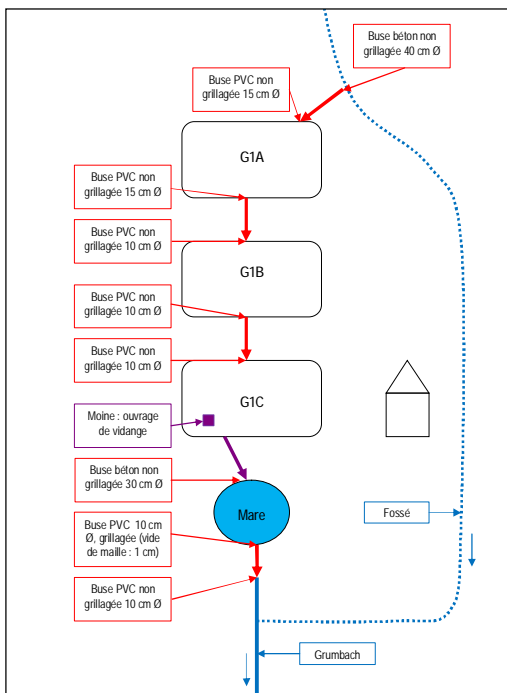 Buse béton non
grillagée 40 cm Ø
Buse PVC non
grillagée 15 cm Ø
G1A
Buse PVC non
grillagée 15 cm Ø
Buse PVC non
grillagée 10 cm Ø
G1B
Buse PVC non
grillagée 10 cm Ø
Buse PVC non
grillagée 10 cm Ø
G1C
Moine : ouvrage
de vidange
Buse béton non
grillagée 30 cm Ø
Mare
Fossé
Buse PVC 10 cm
Ø, grillagée (vide
de maille : 1 cm)
Buse PVC non
grillagée 10 cm Ø
Grumbach